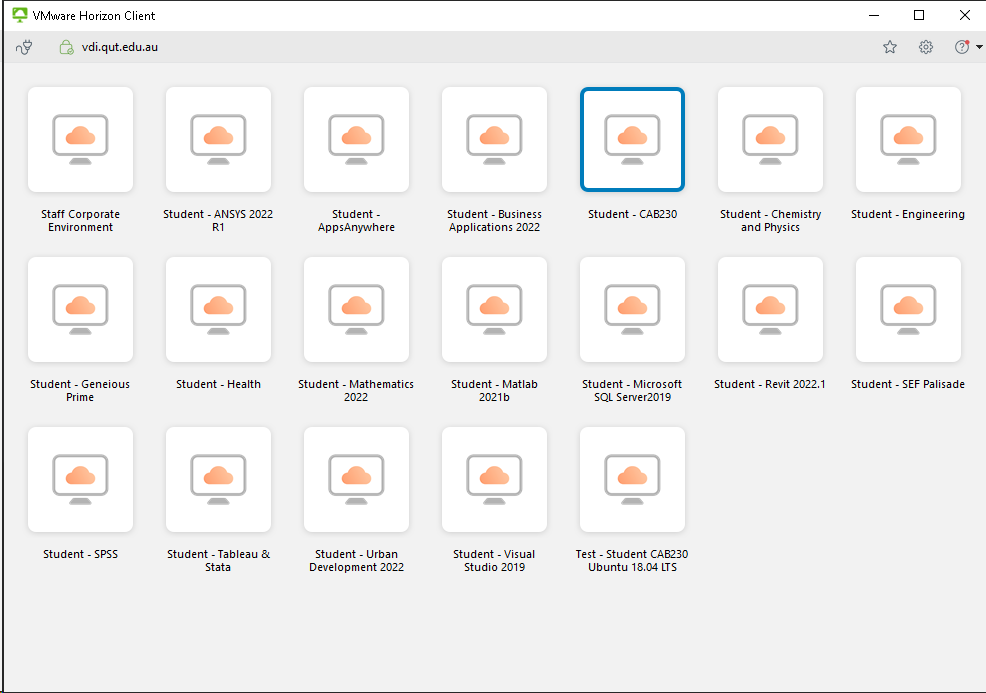 VMware Horizon Client
vdi.qut.edu.au
Staff Corporate
Environment
Student - ANSYS 2022
R1
Student -
AppsAnywhere
Student - Business
Applications 2022
Student - CAB230
Student - Chemistry
and Physics
Student - Engineering
Student - Geneious
Prime
Student - Health
Student - Mathematics
2022
Student - Matlab
2021b
Student - Microsoft
SQL Server2019
Student - Revit 2022.1
Student - SEF Palisade
Student - SPSS
Student - Tableau &
Stata
Student - Urban
Development 2022
Student - Visual
Studio 2019
Test - Student CAB230
Ubuntu 18.04 LTS